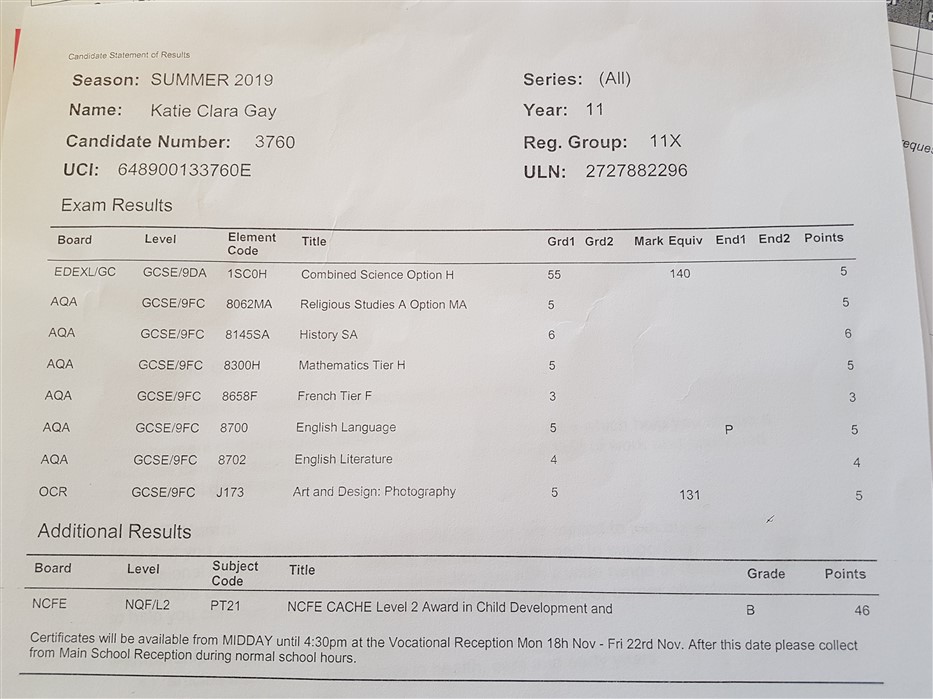 Candidate Statement of Results
Season: SUMMER 2019 Series: (All)
Name: Katie Clara Gay Year: 11
Candidate Number: 3760 Reg. Group: 11X
UCI: 648900133760E ULN: 2727882296
Exam Results
Board Level Element Code Title Grd1 Grd2 Mark Equiv End1 End2 Points
EDEXL/GC GCSE/9DA 1SC0H Combined Science Option H 55 140 5
AQA GCSE/9FC 8062MA Religious Studies A Option MA 5 5
AQA GCSE/9FC 8145SA History SA 6 6
AQA GCSE/9FC 8300H Mathematics Tier H 5 5
AQA GCSE/9FC 8658F French Tier F 3 3
AQA GCSE/9FC 8700 English Language 5 P 5
AQA GCSE/9FC 8702 English Literature 4 4
OCR GCSE/9FC J173 Art and Design: Photography 5 131 5
Additional Results
Board Level Subject Code Title Grade Points
NCFE NQF/L2 PT21 NCFE CACHE Level 2 Award in Child Development and B 46
Certificates will be available from MIDDAY until 4:30pm at the Vocational Reception Mon 18h Nov - Fri 22rd Nov. After this date please collect
from Main School Reception during normal school hours.